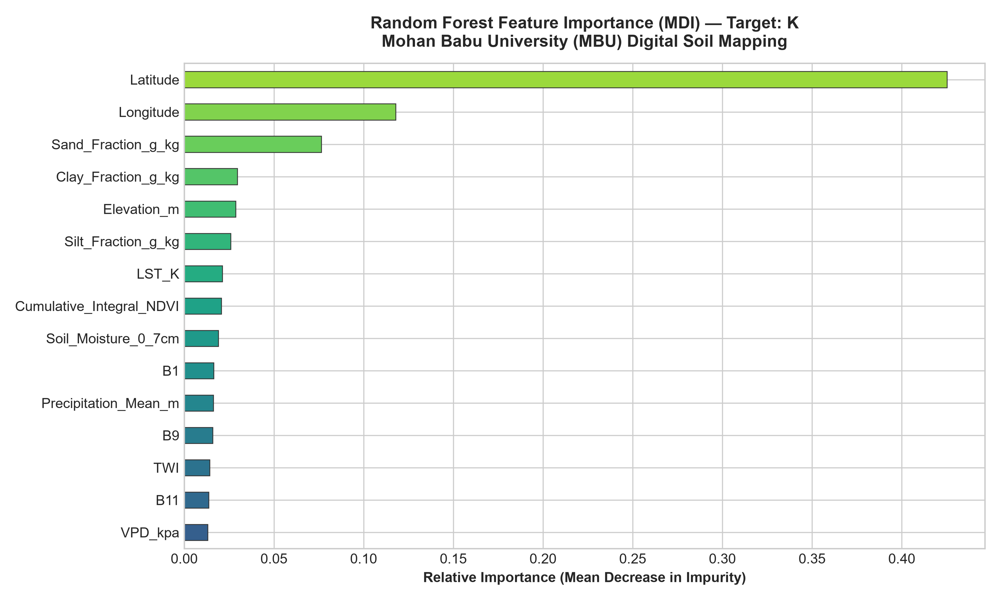 Random Forest Feature Importance (MDI) — Target: K
Mohan Babu University (MBU) Digital Soil Mapping
Latitude
Longitude
Sand_Fraction_g_kg
Clay_Fraction_g_kg
Elevation_m
Silt_Fraction_g_kg
LST_K
Cumulative_Integral_NDVI
Soil_Moisture_0_7cm
B1
Precipitation_Mean_m
B9
TWI
B11
VPD_kpa
0.00 0.05 0.10 0.15 0.20 0.25 0.30 0.35 0.40
Relative Importance (Mean Decrease in Impurity)